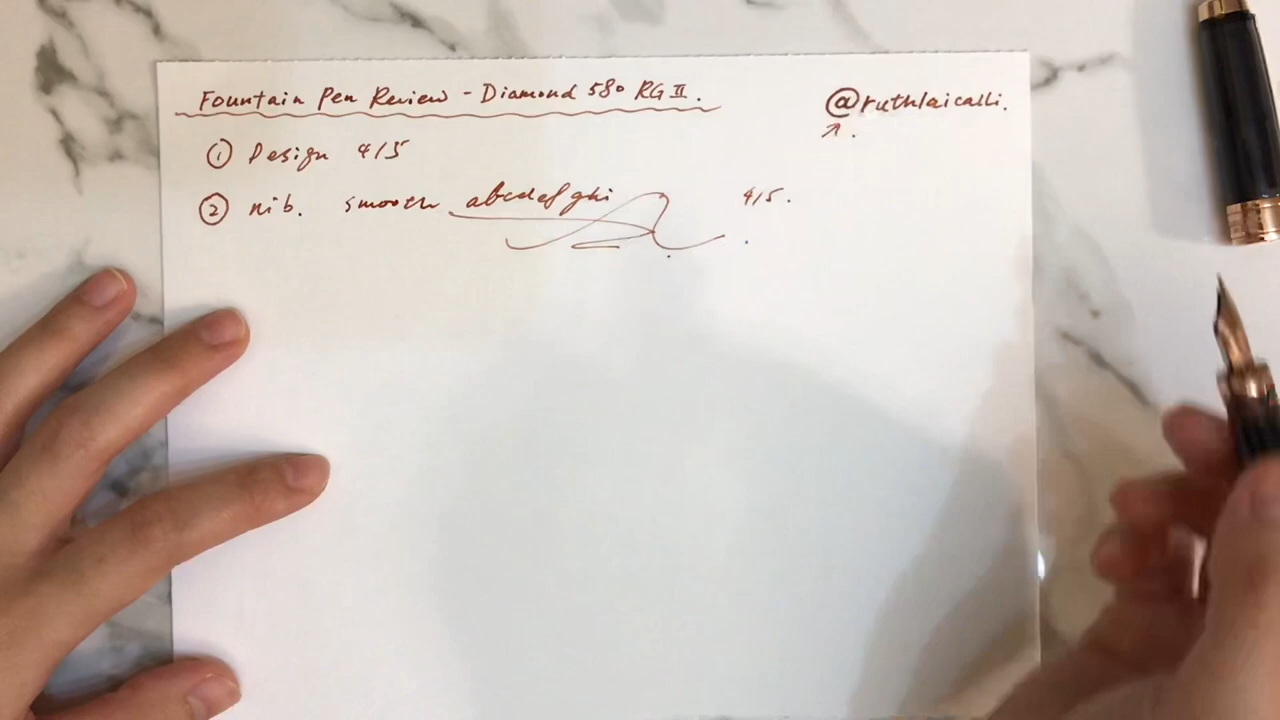 Fountain Pen Review - Diamond 580 RG II.
@ruthlaicalli.
① Design 4/5
② nib. smooth abcdefghi 4/5.